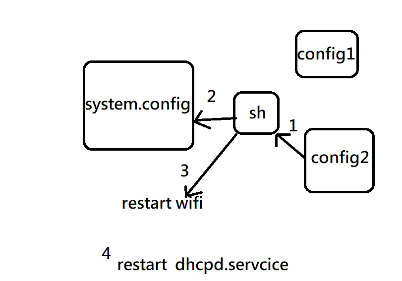 config1
system.config
2
sh
1
config2
3
restart wifi
4
restart dhcpd.servcice